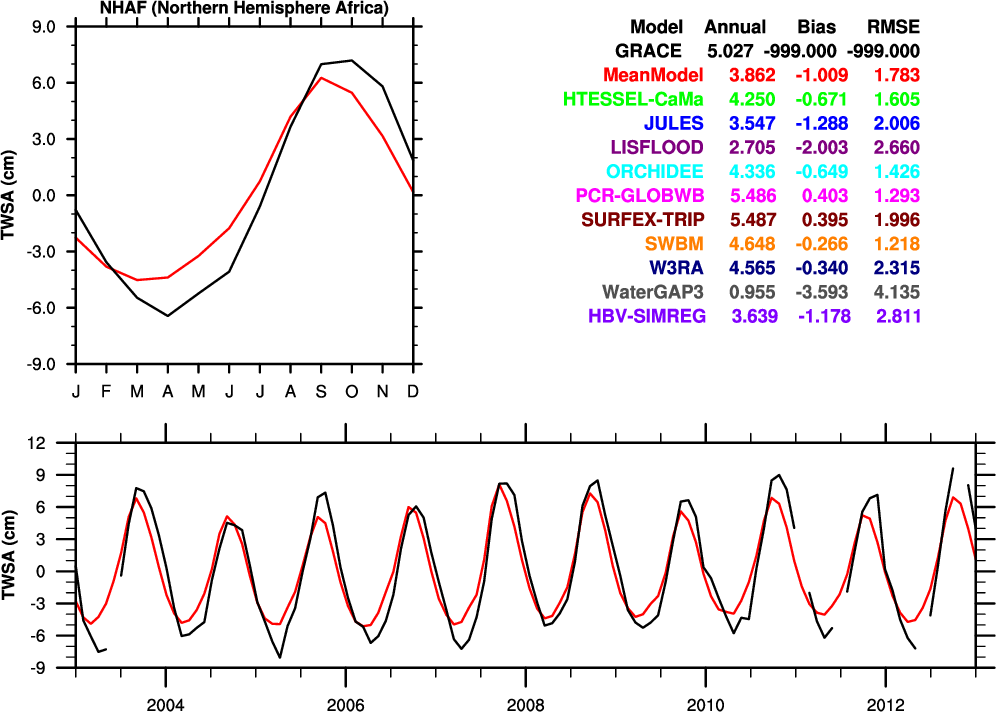 NHAF (Northern Hemisphere Africa)
9.0
6.0
3.0
0.0
-3.0
-6.0
-9.0
TWSA (cm)
J F M A M J J A S O N D
Model Annual Bias RMSE
GRACE 5.027 -999.000 -999.000
MeanModel 3.862 -1.009 1.783
HTESSEL-CaMa 4.250 -0.671 1.605
JULES 3.547 -1.288 2.006
LISFLOOD 2.705 -2.003 2.660
ORCHIDEE 4.336 -0.649 1.426
PCR-GLOBWB 5.486 0.403 1.293
SURFEX-TRIP 5.487 0.395 1.996
SWBM 4.648 -0.266 1.218
W3RA 4.565 -0.340 2.315
WaterGAP3 0.955 -3.593 4.135
HBV-SIMREG 3.639 -1.178 2.811
12
9
6
3
0
-3
-6
-9
TWSA (cm)
2004 2006 2008 2010 2012